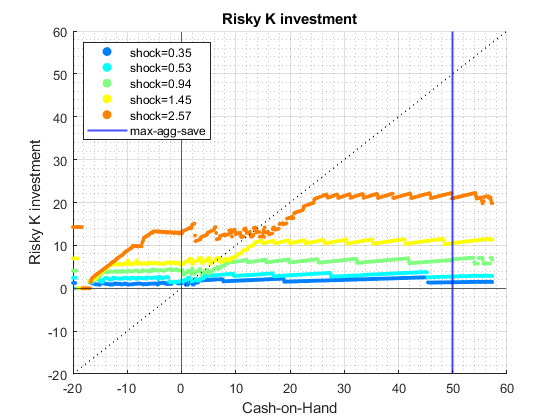 Risky K investment
60
50
40
30
20
10
0
-10
-20
Risky K investment
shock=0.35
shock=0.53
shock=0.94
shock=1.45
shock=2.57
max-agg-save
-20 -10 0 10 20 30 40 50 60
Cash-on-Hand